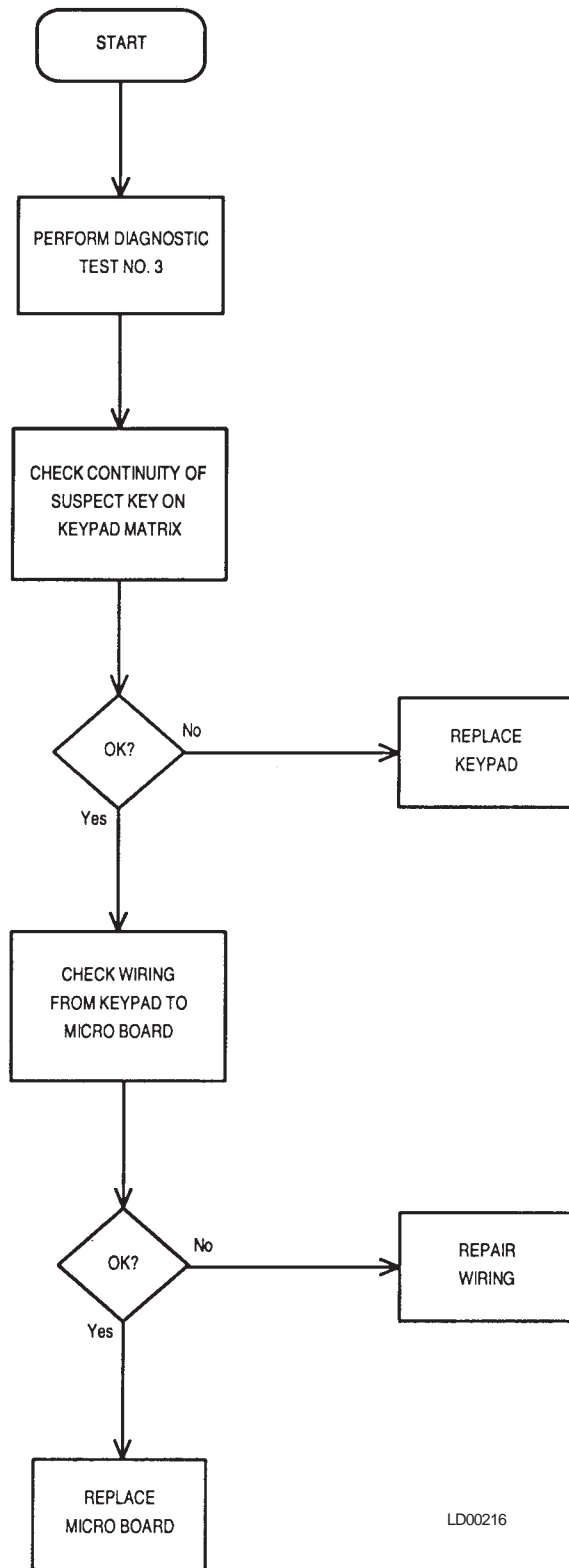 START
PERFORM DIAGNOSTIC
TEST NO. 3
CHECK CONTINUITY OF
SUSPECT KEY ON
KEYPAD MATRIX
OK?
No
REPLACE
KEYPAD
Yes
CHECK WIRING
FROM KEYPAD TO
MICRO BOARD
OK?
No
REPAIR
WIRING
Yes
REPLACE
MICRO BOARD
LD00216